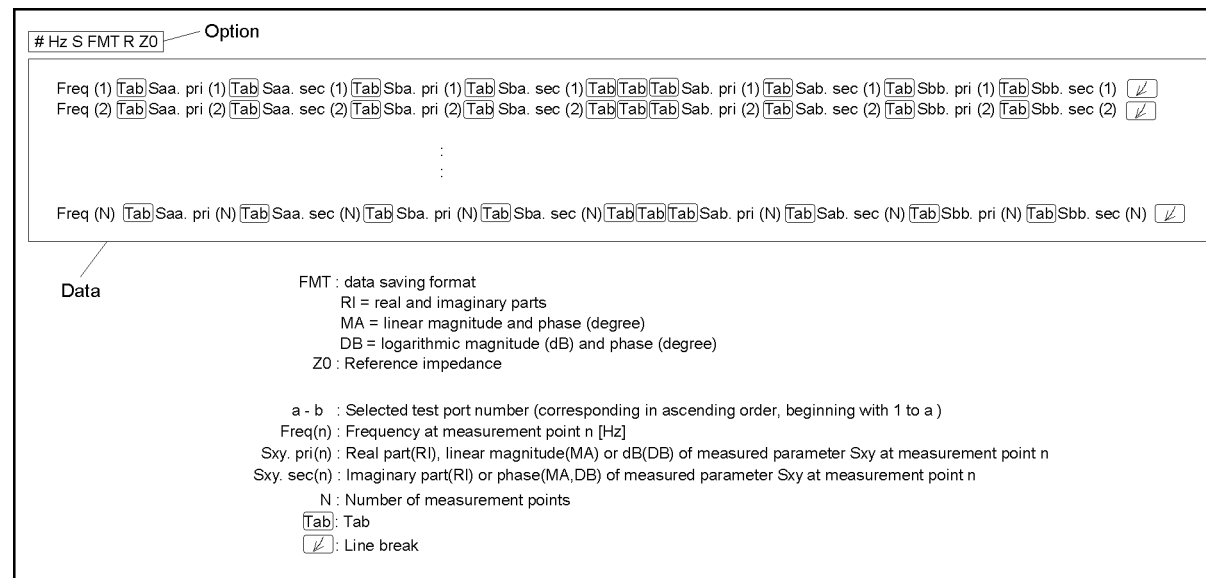 # Hz S FMT R Z0
Option
Freq (1) Tab Saa. pri (1) Tab Saa. sec (1) Tab Sba. pri (1) Tab Sba. sec (1) Tab Tab Tab Sab. pri (1) Tab Sab. sec (1) Tab Sbb. pri (1) Tab Sbb. sec (1)
Freq (2) Tab Saa. pri (2) Tab Saa. sec (2) Tab Sba. pri (2) Tab Sba. sec (2) Tab Tab Tab Sab. pri (2) Tab Sab. sec (2) Tab Sbb. pri (2) Tab Sbb. sec (2)
:
:
Freq (N) Tab Saa. pri (N) Tab Saa. sec (N) Tab Sba. pri (N) Tab Sba. sec (N) Tab Tab Tab Sab. pri (N) Tab Sab. sec (N) Tab Sbb. pri (N) Tab Sbb. sec (N)
Data
FMT : data saving format
RI = real and imaginary parts
MA = linear magnitude and phase (degree)
DB = logarithmic magnitude (dB) and phase (degree)
Z0 : Reference impedance
a - b : Selected test port number (corresponding in ascending order, beginning with 1 to a )
Freq(n) : Frequency at measurement point n [Hz]
Sxy. pri(n) : Real part(RI), linear magnitude(MA) or dB(DB) of measured parameter Sxy at measurement point n
Sxy. sec(n) : Imaginary part(RI) or phase(MA,DB) of measured parameter Sxy at measurement point n
N : Number of measurement points
Tab : Tab
: Line break